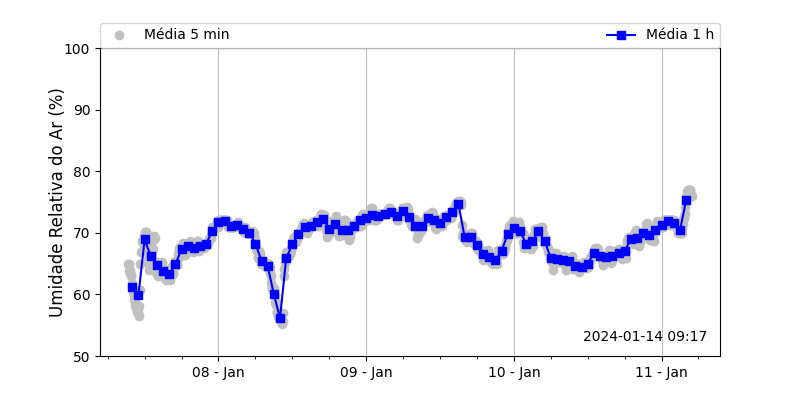 Média 5 min
Média 1 h
100
90
80
70
60
50
Umidade Relativa do Ar (%)
2024-01-14 09:17
08 - Jan
09 - Jan
10 - Jan
11 - Jan